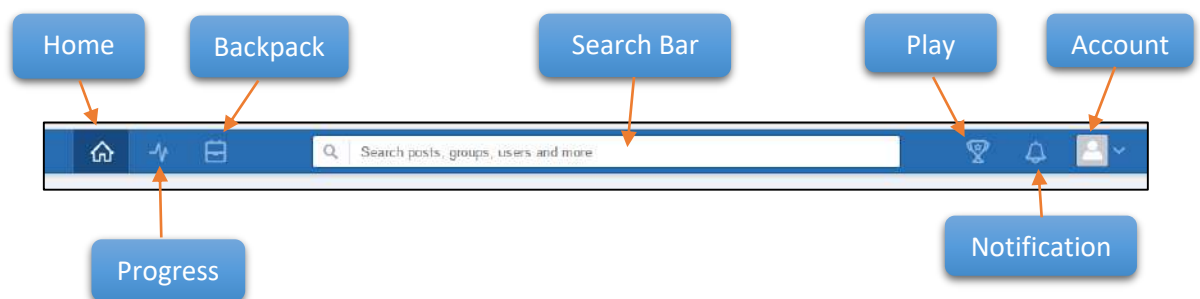 Home
Backpack
Search Bar
Play
Account
Search posts, groups, users and more
Progress
Notification